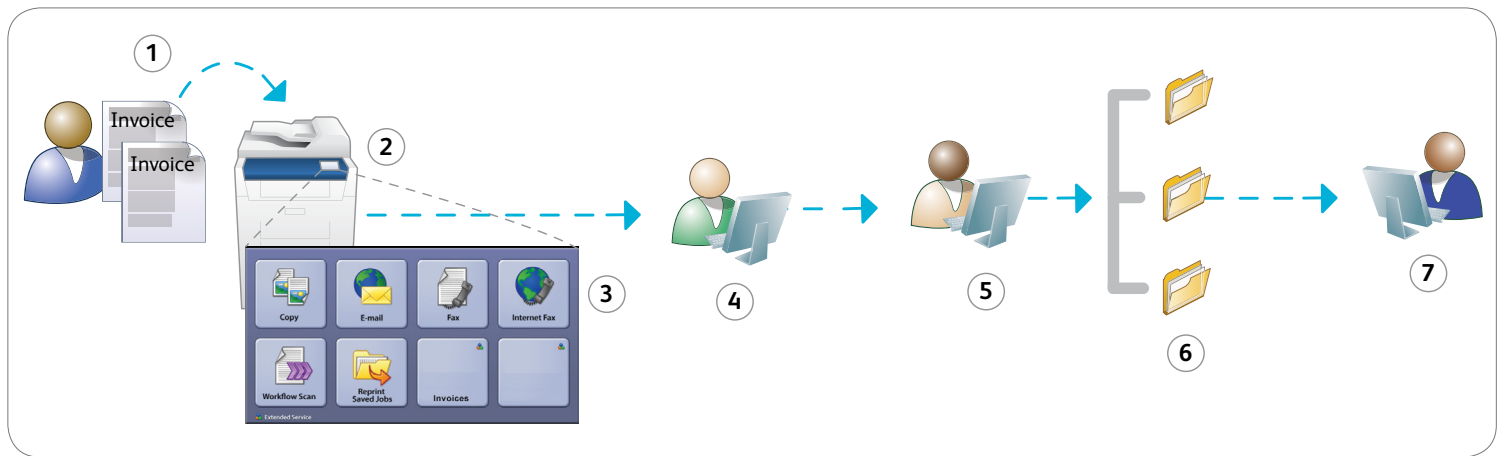 1
Invoice
Invoice
2
3
Copy
E-mail
Fax
Internet Fax
Workflow Scan
Reprint
Saved Jobs
Invoices
Extended Service
4
5
6
7